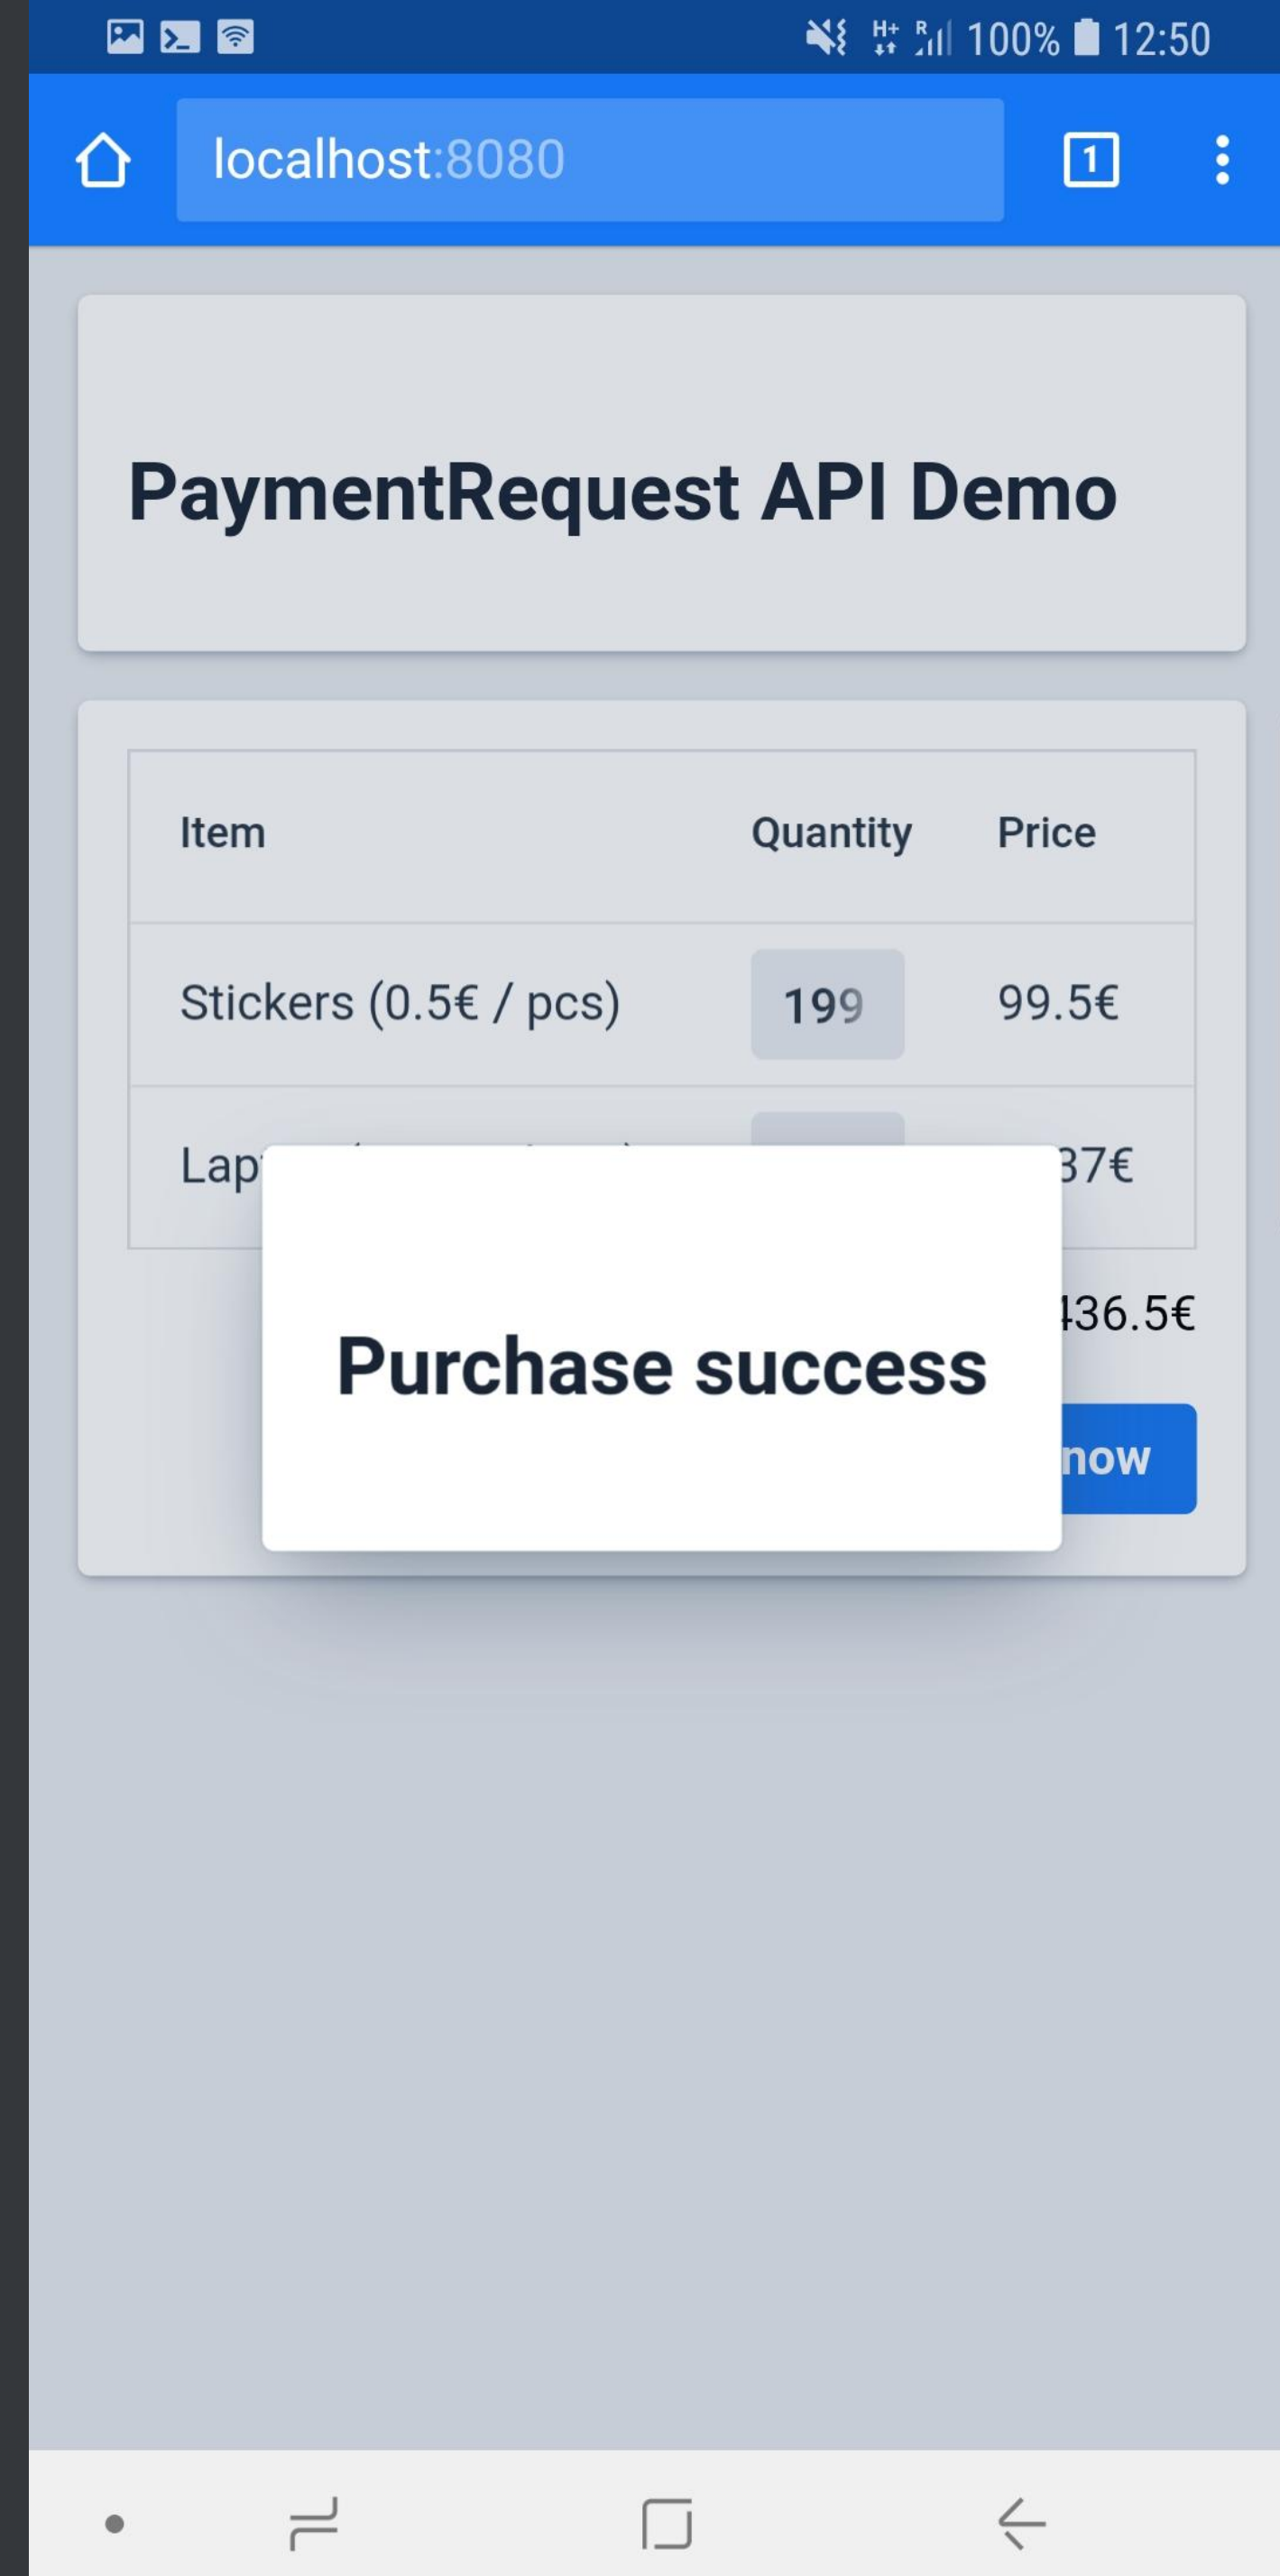 100% 12:50
localhost:8080
1
PaymentRequest API Demo
Item Quantity Price
Stickers (0.5€ / pcs) 199 99.5€
37€
436.5€
Purchase success
now